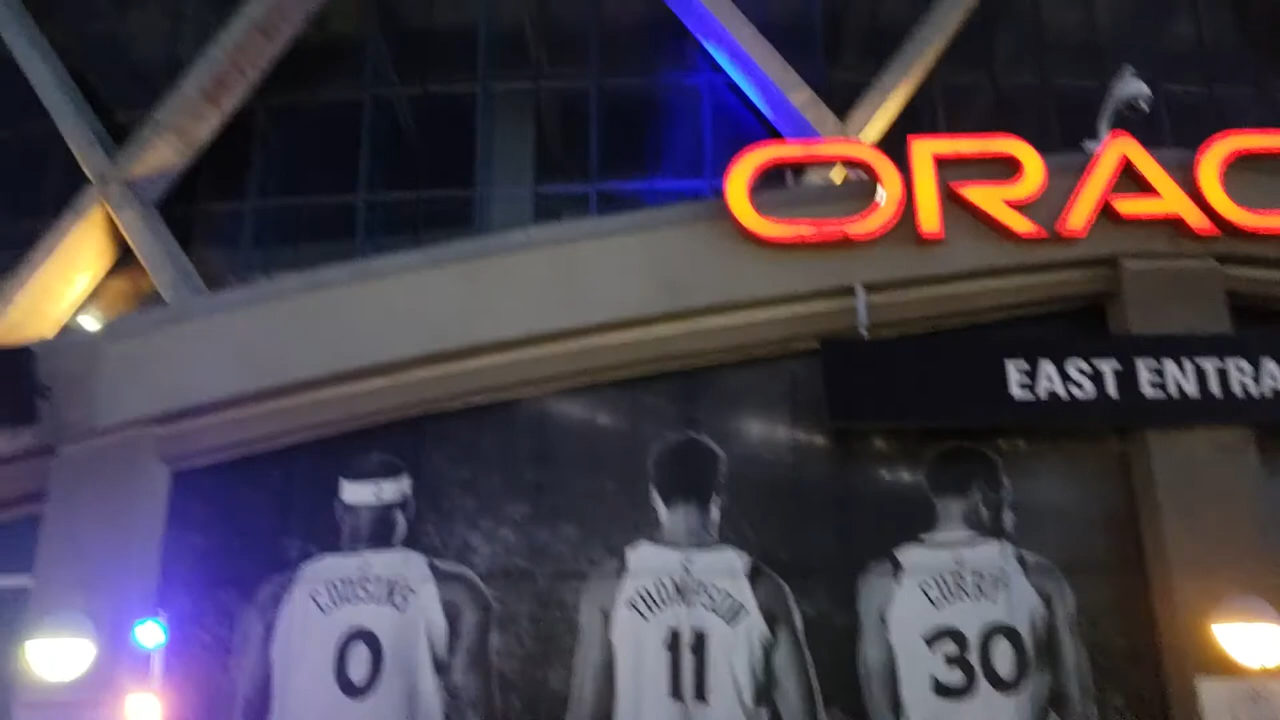 ORAC
EAST ENTRA
COUSINS
0
THOMPSON
11
CURRY
30